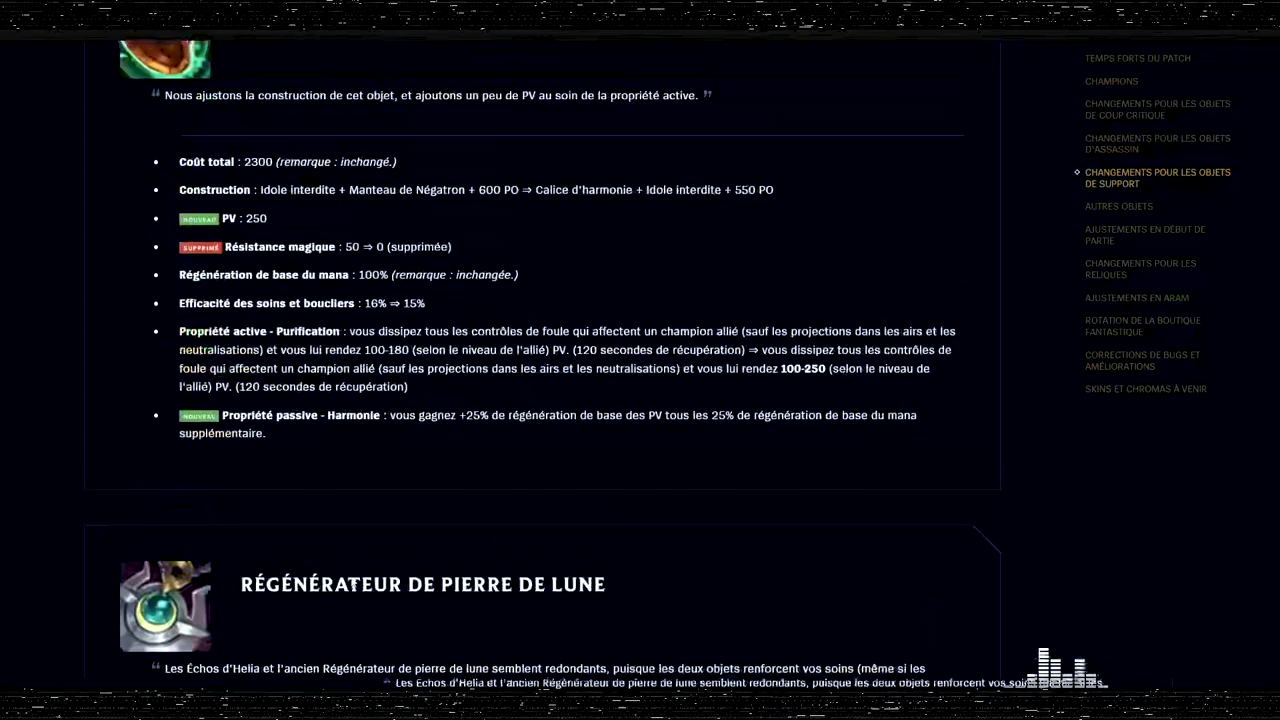 “ Nous ajustons la construction de cet objet, et ajoutons un peu de PV au soin de la propriété active. ”
• Coût total : 2300 (remarque : inchangé.)
• Construction : Idole interdite + Manteau de Négatron + 600 PO ⇒ Calice d'harmonie + Idole interdite + 550 PO
• NOUVEAU PV : 250
• SUPPRIMÉ Résistance magique : 50 ⇒ 0 (supprimée)
• Régénération de base du mana : 100% (remarque : inchangée.)
• Efficacité des soins et boucliers : 16% ⇒ 15%
• Propriété active - Purification : vous dissipez tous les contrôles de foule qui affectent un champion allié (sauf les projections dans les airs et les
neutralisations) et vous lui rendez 100-180 (selon le niveau de l'allié) PV. (120 secondes de récupération) ⇒ vous dissipez tous les contrôles de
foule qui affectent un champion allié (sauf les projections dans les airs et les neutralisations) et vous lui rendez 100-250 (selon le niveau de
l'allié) PV. (120 secondes de récupération)
• NOUVEAU Propriété passive - Harmonie : vous gagnez +25% de régénération de base des PV tous les 25% de régénération de base du mana
supplémentaire.
RÉGÉNÉRATEUR DE PIERRE DE LUNE
“ Les Échos d'Helia et l'ancien Régénérateur de pierre de lune semblent redondants, puisque les deux objets renforcent vos soins (même si les
“ Les Échos d'Helia et l'ancien Régénérateur de pierre de lune semblent redondants, puisque les deux objets renforcent vos
TEMPS FORTS DU PATCH
CHAMPIONS
CHANGEMENTS POUR LES OBJETS
DE COUP CRITIQUE
CHANGEMENTS POUR LES OBJETS
D'ASSASSIN
CHANGEMENTS POUR LES OBJETS
DE SUPPORT
AUTRES OBJETS
AJUSTEMENTS EN DÉBUT DE
PARTIE
CHANGEMENTS POUR LES
RELIQUES
AJUSTEMENTS EN ARAM
ROTATION DE LA BOUTIQUE
FANTASTIQUE
CORRECTIONS DE BUGS ET
AMÉLIORATIONS
SKINS ET CHROMAS À VENIR